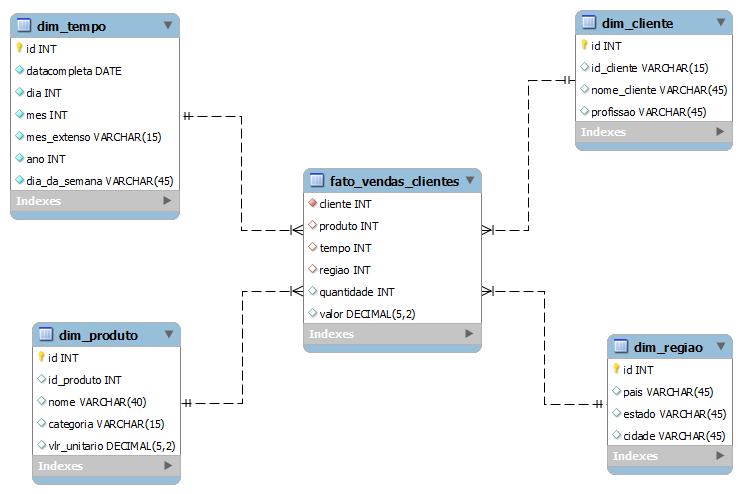 dim_tempo
id INT
datacompleta DATE
dia INT
mes INT
mes_extenso VARCHAR(15)
ano INT
dia_da_semana VARCHAR(45)
Indexes
dim_cliente
id INT
id_cliente VARCHAR(15)
nome_cliente VARCHAR(45)
profissao VARCHAR(45)
Indexes
fato_vendas_clientes
cliente INT
produto INT
tempo INT
regiao INT
quantidade INT
valor DECIMAL(5,2)
Indexes
dim_produto
id INT
id_produto INT
nome VARCHAR(40)
categoria VARCHAR(15)
vlr_unitario DECIMAL(5,2)
Indexes
dim_regiao
id INT
pais VARCHAR(45)
estado VARCHAR(45)
cidade VARCHAR(45)
Indexes